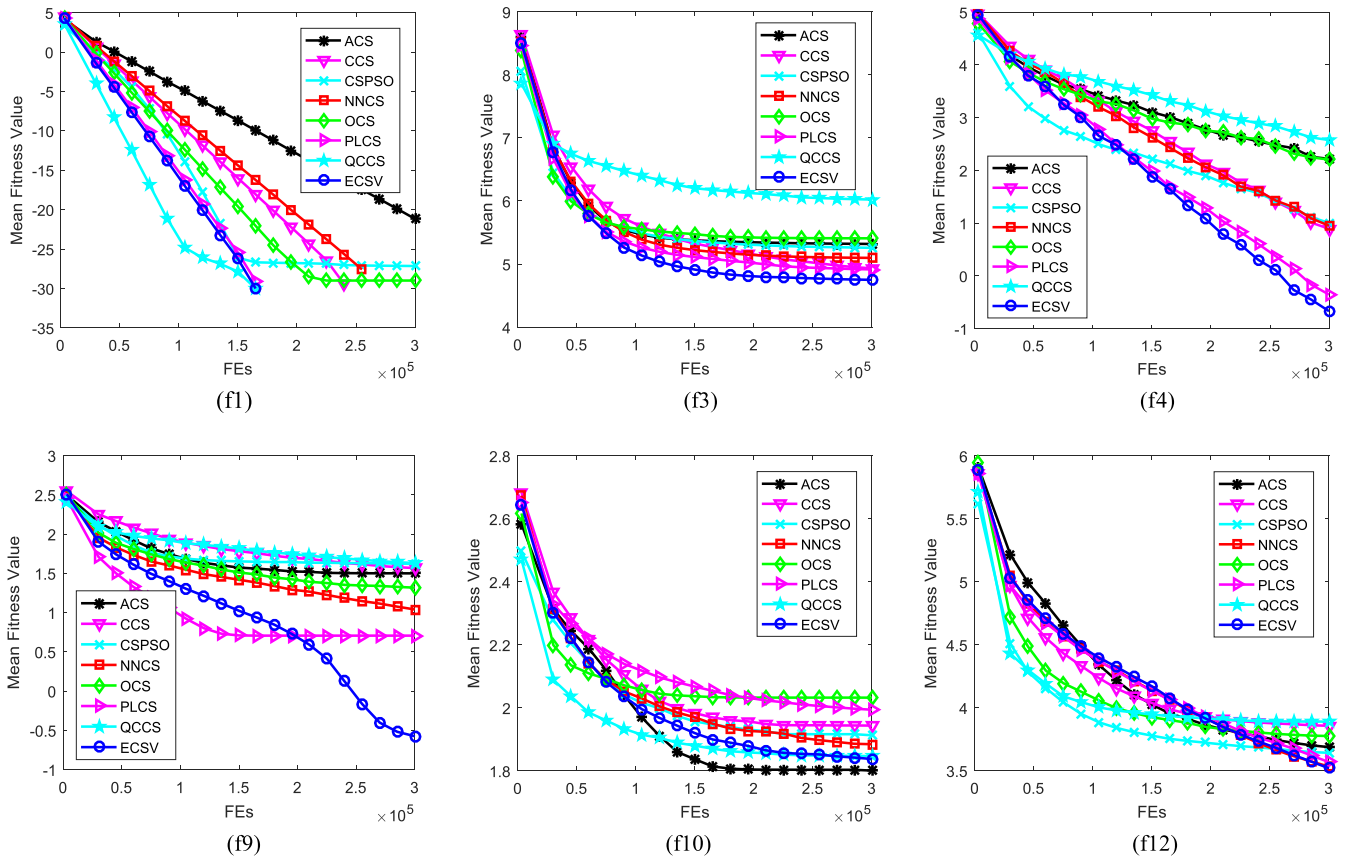 5
0
-5
-10
-15
-20
-25
-30
-35
Mean Fitness Value
0 0.5 1 1.5 2 2.5 3
FEs
×10^5
ACS
CCS
CSPSO
NNCS
OCS
PLCS
QCCS
ECSV
(f1)
9
8
7
6
5
4
Mean Fitness Value
0 0.5 1 1.5 2 2.5 3
FEs
×10^5
ACS
CCS
CSPSO
NNCS
OCS
PLCS
QCCS
ECSV
(f3)
5
4
3
2
1
0
-1
Mean Fitness Value
0 0.5 1 1.5 2 2.5 3
FEs
×10^5
ACS
CCS
CSPSO
NNCS
OCS
PLCS
QCCS
ECSV
(f4)
3
2.5
2
1.5
1
0.5
0
-0.5
-1
Mean Fitness Value
0 0.5 1 1.5 2 2.5 3
FEs
×10^5
ACS
CCS
CSPSO
NNCS
OCS
PLCS
QCCS
ECSV
(f9)
2.8
2.6
2.4
2.2
2
1.8
Mean Fitness Value
0 0.5 1 1.5 2 2.5 3
FEs
×10^5
ACS
CCS
CSPSO
NNCS
OCS
PLCS
QCCS
ECSV
(f10)
6
5.5
5
4.5
4
3.5
Mean Fitness Value
0 0.5 1 1.5 2 2.5 3
FEs
×10^5
ACS
CCS
CSPSO
NNCS
OCS
PLCS
QCCS
ECSV
(f12)